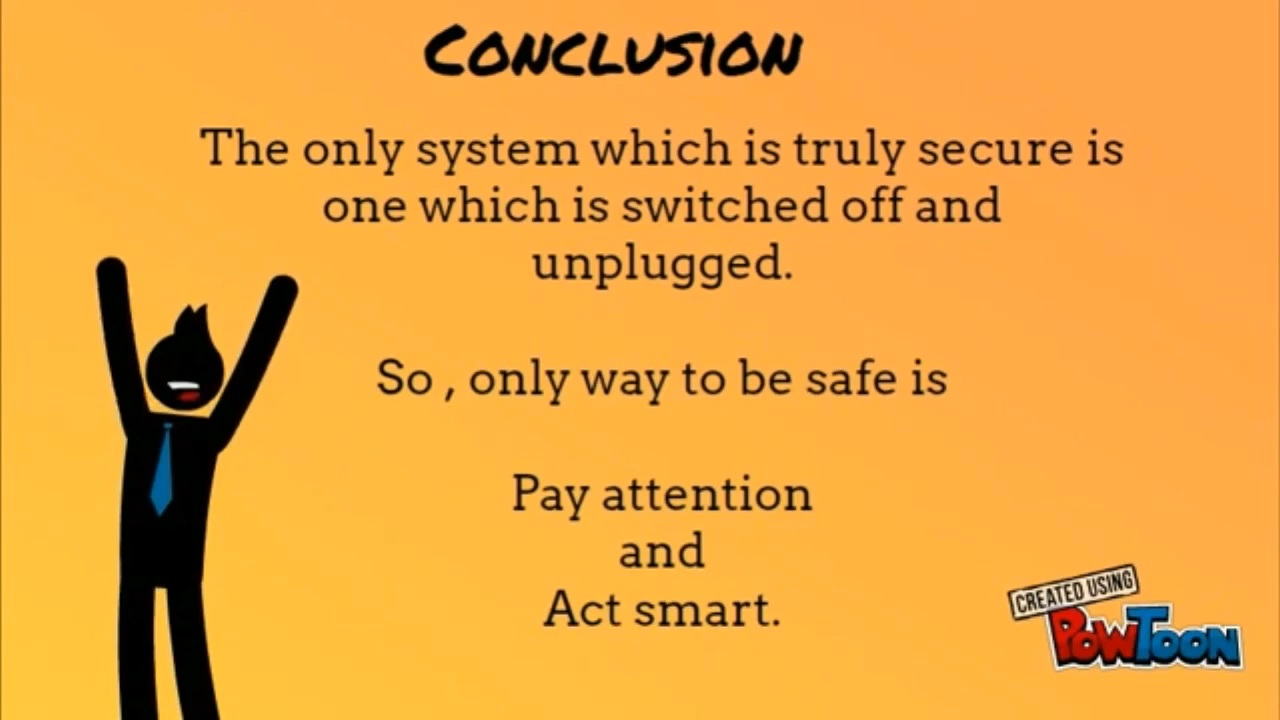 CONCLUSION
The only system which is truly secure is
one which is switched off and
unplugged.
So , only way to be safe is
Pay attention
and
Act smart.
CREATED USING
POWTOON